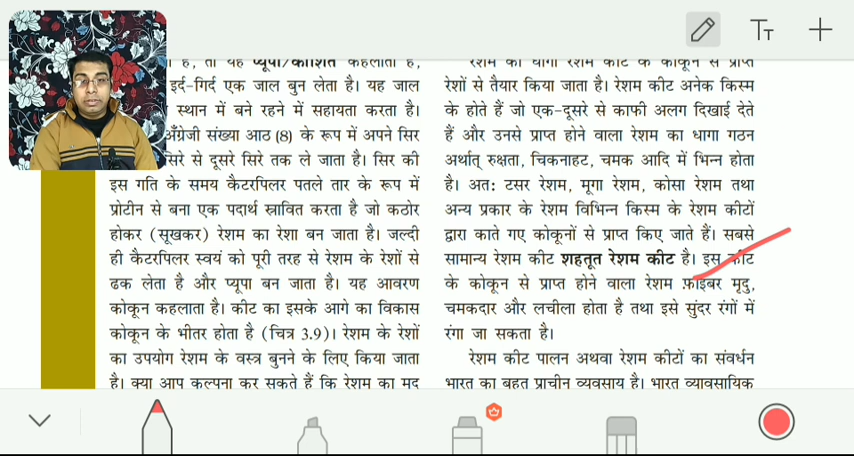 है, तो यह प्यूपा/कोशित कहलाता है,
इर्द-गिर्द एक जाल बुन लेता है। यह जाल
स्थान में बने रहने में सहायता करता है।
अँग्रेजी संख्या आठ (8) के रूप में अपने सिर
सिरे से दूसरे सिरे तक ले जाता है। सिर की
इस गति के समय कैटरपिलर पतले तार के रूप में
प्रोटीन से बना एक पदार्थ स्रावित करता है जो कठोर
होकर (सूखकर) रेशम का रेशा बन जाता है। जल्दी
ही कैटरपिलर स्वयं को पूरी तरह से रेशम के रेशों से
ढक लेता है और प्यूपा बन जाता है। यह आवरण
कोकून कहलाता है। कीट का इसके आगे का विकास
कोकून के भीतर होता है (चित्र 3.9)। रेशम के रेशों
का उपयोग रेशम के वस्त्र बुनने के लिए किया जाता
है। क्या आप कल्पना कर सकते हैं कि रेशम का मृदु
रेशम का धागा रेशम कीट के कोकून से प्राप्त
रेशों से तैयार किया जाता है। रेशम कीट अनेक किस्म
के होते हैं जो एक-दूसरे से काफी अलग दिखाई देते
हैं और उनसे प्राप्त होने वाला रेशम का धागा गठन
अर्थात् रुक्षता, चिकनाहट, चमक आदि में भिन्न होता
है। अतः टसर रेशम, मूगा रेशम, कोसा रेशम तथा
अन्य प्रकार के रेशम विभिन्न किस्म के रेशम कीटों
द्वारा काते गए कोकूनों से प्राप्त किए जाते हैं। सबसे
सामान्य रेशम कीट शहतूत रेशम कीट है। इस कीट
के कोकून से प्राप्त होने वाला रेशम फ़ाइबर मृदु,
चमकदार और लचीला होता है तथा इसे सुंदर रंगों में
रंगा जा सकता है।
रेशम कीट पालन अथवा रेशम कीटों का संवर्धन
भारत का बहुत प्राचीन व्यवसाय है। भारत व्यावसायिक